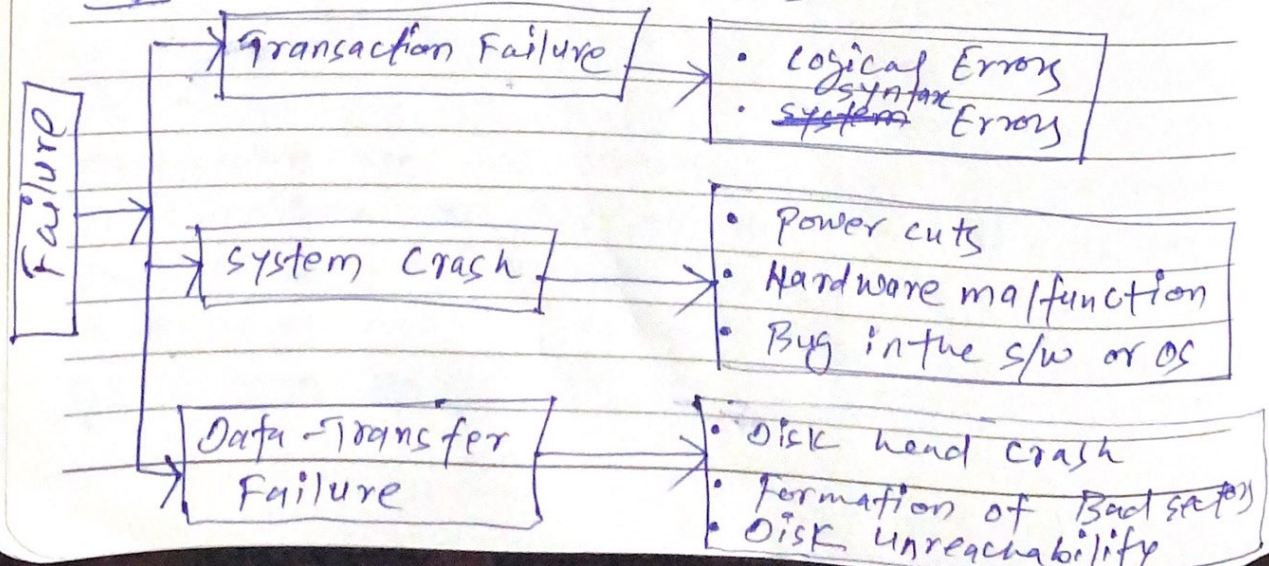 Failure
Transaction Failure
• Logical Errors
syntax
• system Errors
System Crash
• Power cuts
• Hardware malfunction
• Bug in the s/w or OS
Data-Transfer
Failure
• Disk head crash
• Formation of Bad sectors
• Disk unreachability